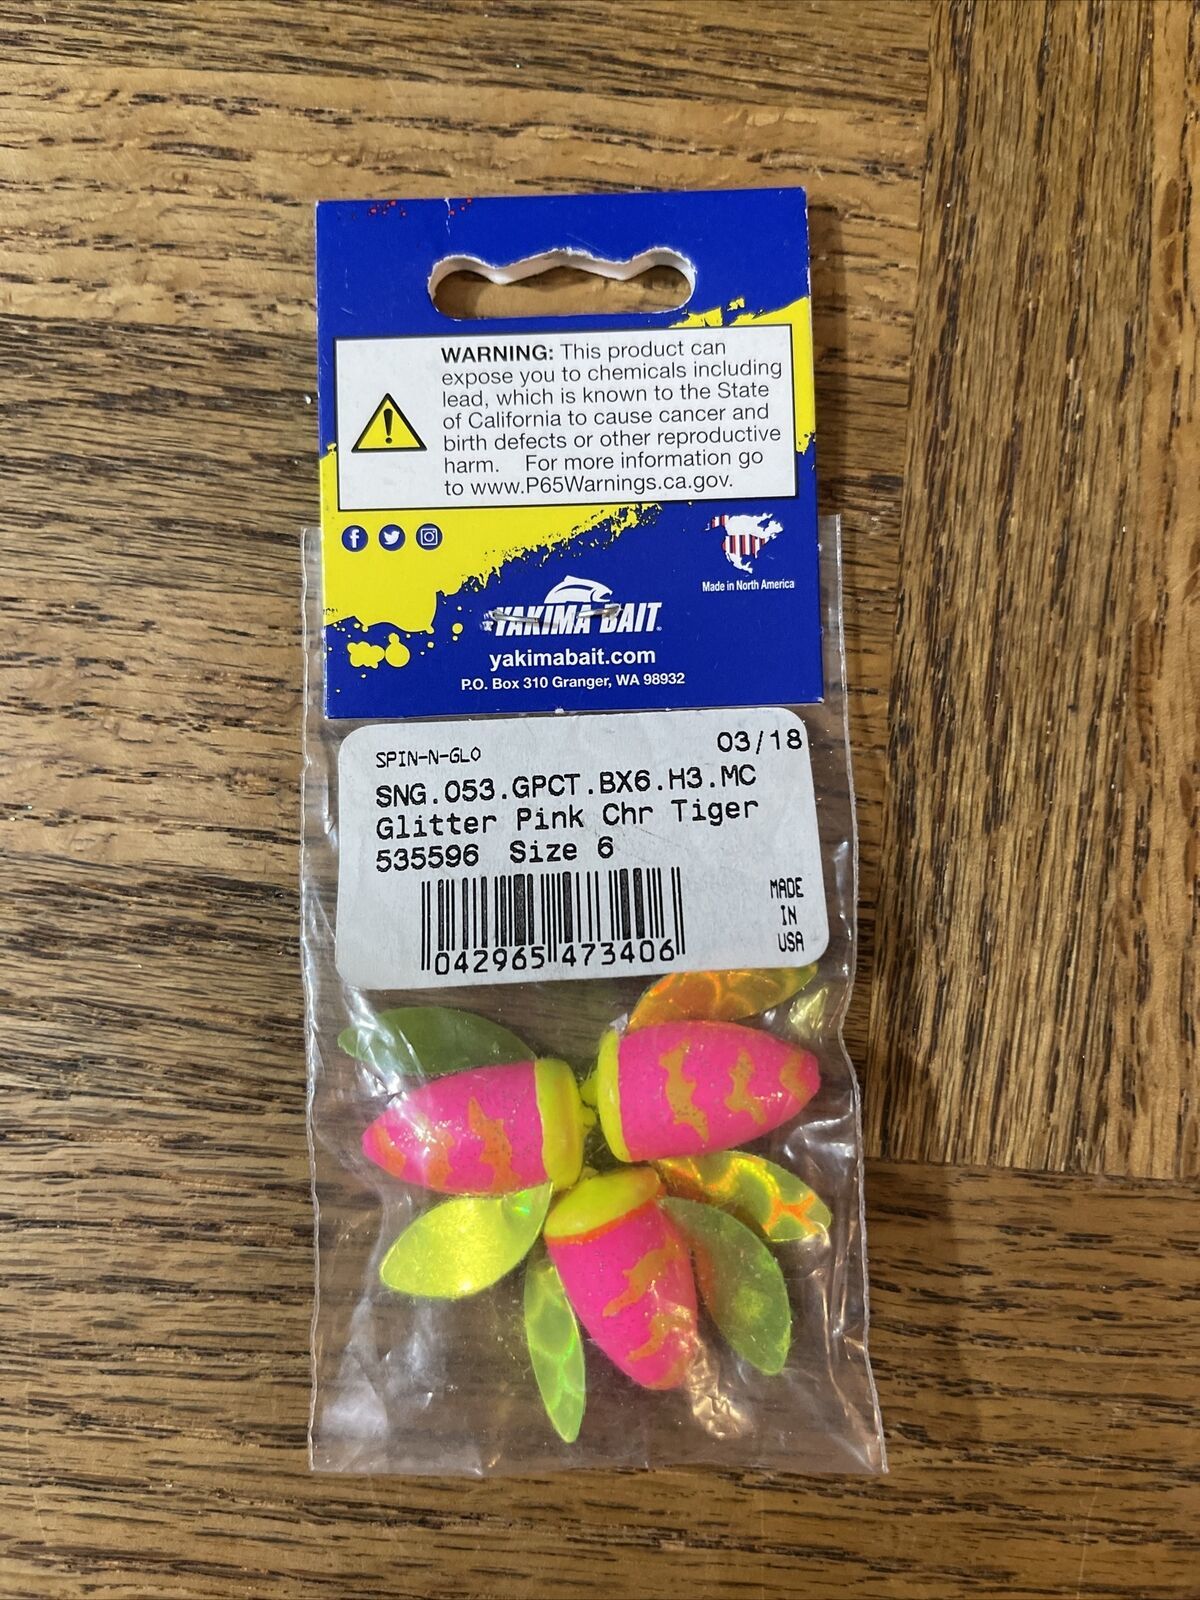 WARNING: This product can
expose you to chemicals including
lead, which is known to the State
of California to cause cancer and
birth defects or other reproductive
harm. For more information go
to www.P65Warnings.ca.gov.
Made in North America
YAKIMA BAIT®
yakimabait.com
P.O. Box 310 Granger, WA 98932
SPIN-N-GLO 03/18
SNG.053.GPCT.BX6.H3.MC
Glitter Pink Chr Tiger
535596 Size 6
MADE
IN
USA
042965 473406